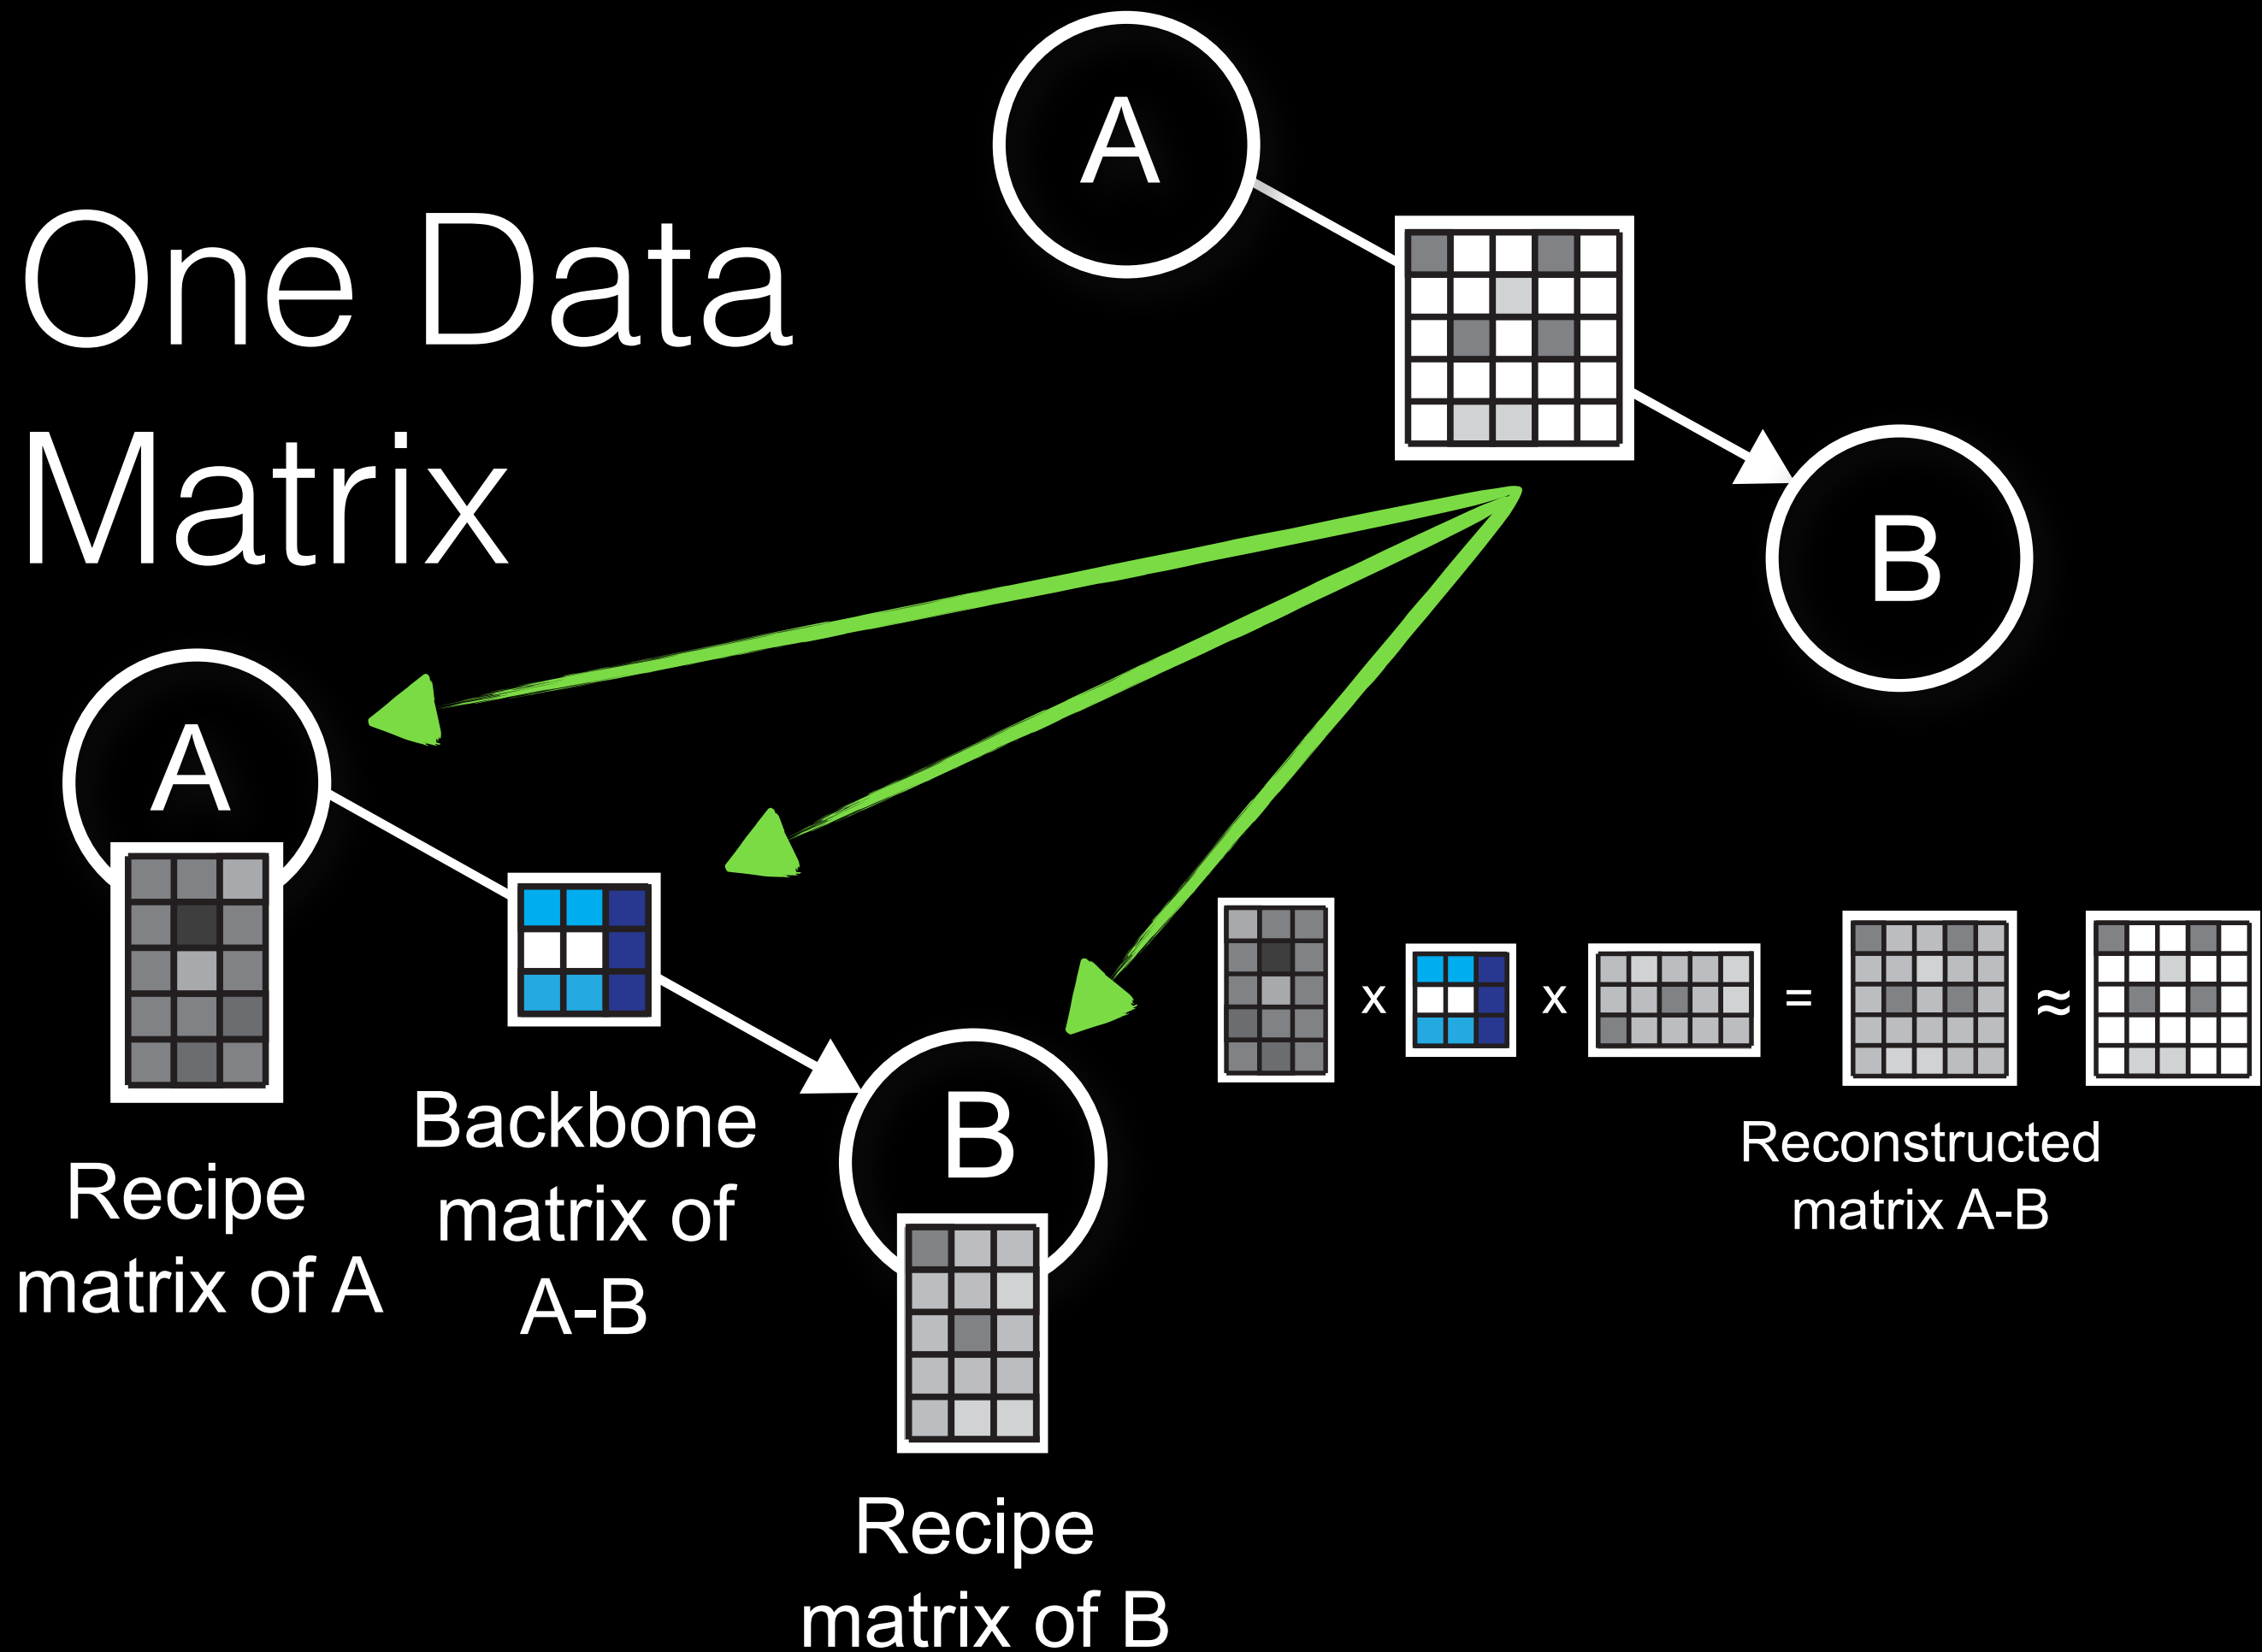 One Data
Matrix
A
B
A
Recipe
matrix of A
Backbone
matrix of
A-B
B
Recipe
matrix of B
x x = ≈
Reconstructed
matrix A-B